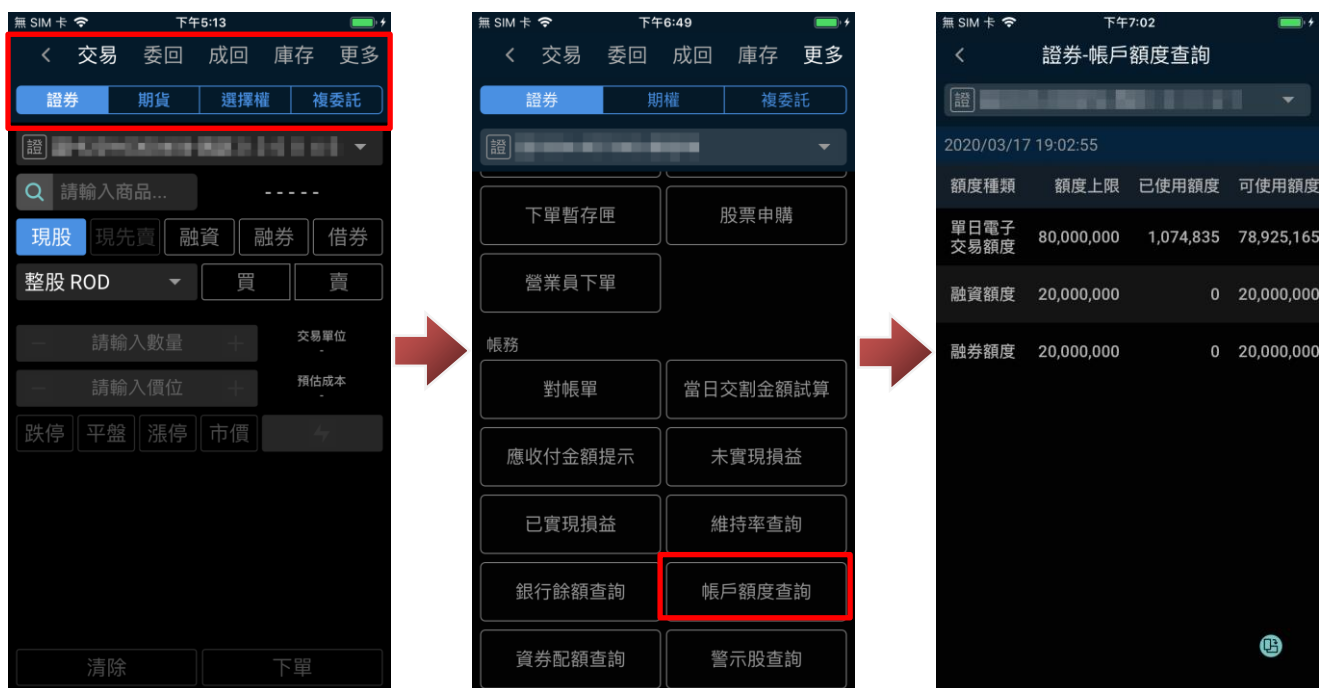 無 SIM 卡 下午5:13
交易 委回 成回 庫存 更多
證券 期貨 選擇權 複委託
證
請輸入商品... - - - - -
現股 現先賣 融資 融券 借券
整股 ROD 買 賣
請輸入數量 交易單位
-
請輸入價位 預估成本
-
跌停 平盤 漲停 市價
清除 下單
無 SIM 卡 下午6:49
交易 委回 成回 庫存 更多
證券 期權 複委託
證
下單暫存匣 股票申購
營業員下單
帳務
對帳單 當日交割金額試算
應收付金額提示 未實現損益
已實現損益 維持率查詢
銀行餘額查詢 帳戶額度查詢
資券配額查詢 警示股查詢
無 SIM 卡 下午7:02
證券-帳戶額度查詢
證
2020/03/17 19:02:55
額度種類 額度上限 已使用額度 可使用額度
單日電子
交易額度 80,000,000 1,074,835 78,925,165
融資額度 20,000,000 0 20,000,000
融券額度 20,000,000 0 20,000,000